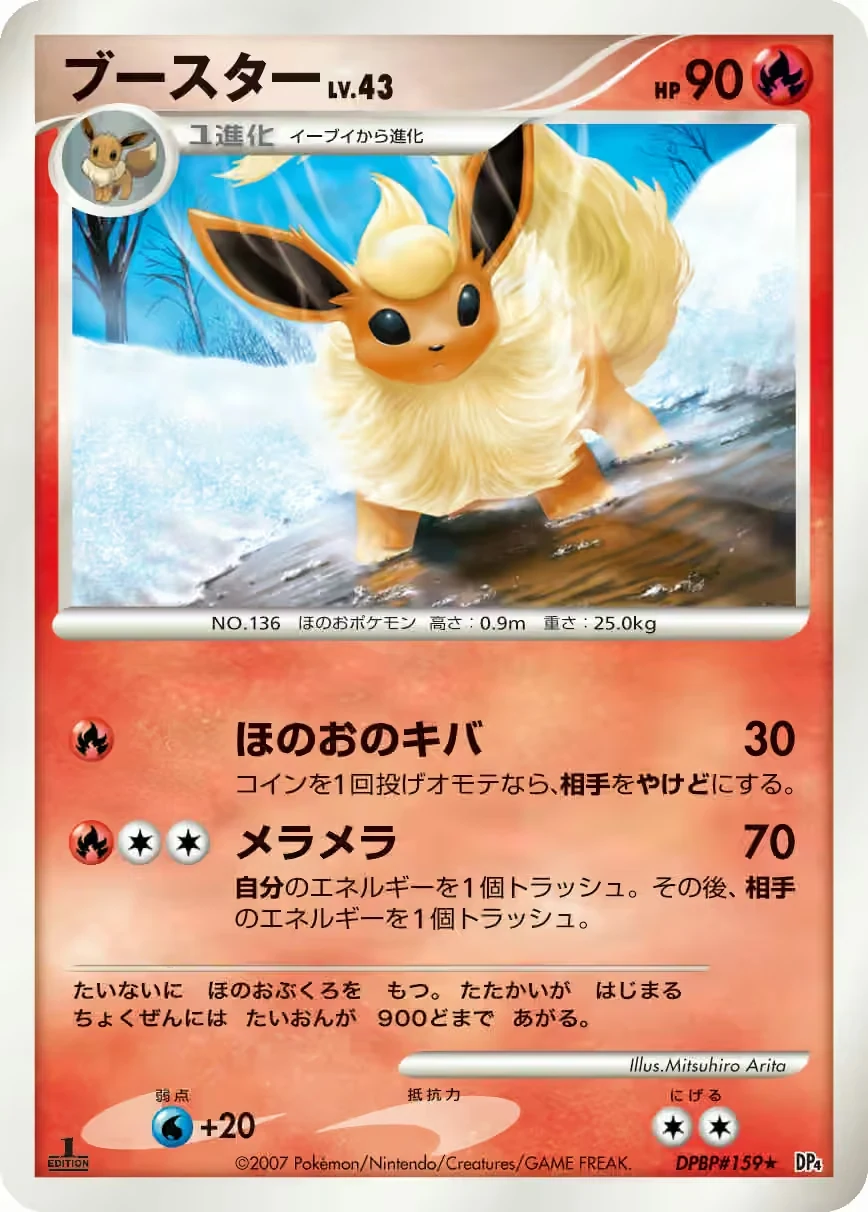 ブースター LV.43 HP 90
1進化 イーブイから進化
NO.136 ほのおポケモン 高さ:0.9m 重さ:25.0kg
ほのおのキバ 30
コインを1回投げオモテなら、相手をやけどにする。
メラメラ 70
自分のエネルギーを1個トラッシュ。その後、相手
のエネルギーを1個トラッシュ。
たいないに ほのおぶくろを もつ。 たたかいが はじまる
ちょくぜんには たいおんが 900どまで あがる。
Illus.Mitsuhiro Arita
弱点 抵抗力 にげる
+20
1 EDITION
©2007 Pokémon/Nintendo/Creatures/GAME FREAK. DPBP#159★ DP4